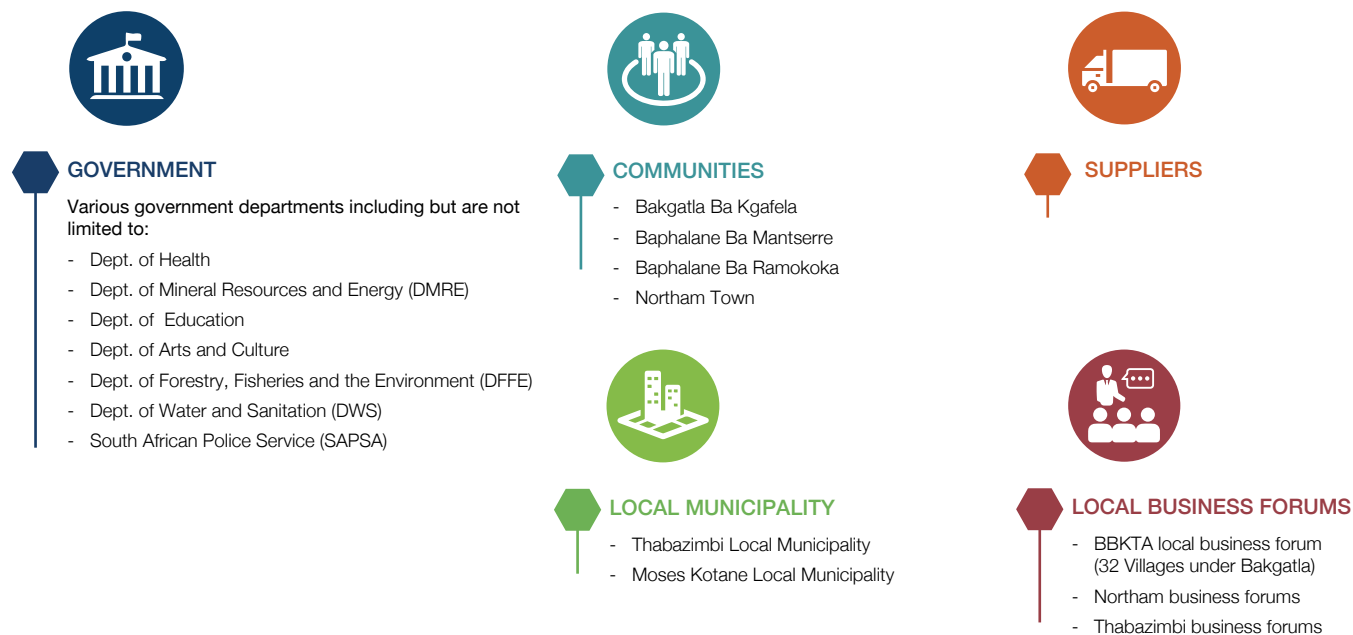 GOVERNMENT
Various government departments including but are not
limited to:
- Dept. of Health
- Dept. of Mineral Resources and Energy (DMRE)
- Dept. of Education
- Dept. of Arts and Culture
- Dept. of Forestry, Fisheries and the Environment (DFFE)
- Dept. of Water and Sanitation (DWS)
- South African Police Service (SAPSA)
COMMUNITIES
- Bakgatla Ba Kgafela
- Baphalane Ba Mantserre
- Baphalane Ba Ramokoka
- Northam Town
SUPPLIERS
LOCAL MUNICIPALITY
- Thabazimbi Local Municipality
- Moses Kotane Local Municipality
LOCAL BUSINESS FORUMS
- BBKTA local business forum
(32 Villages under Bakgatla)
- Northam business forums
- Thabazimbi business forums